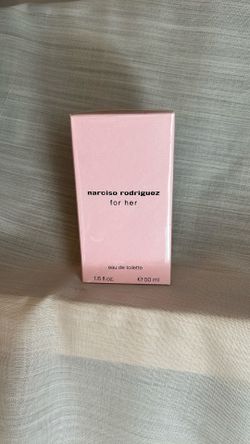 narciso rodriguez
for her
eau de toilette
1.6 fl.oz. e 50 ml